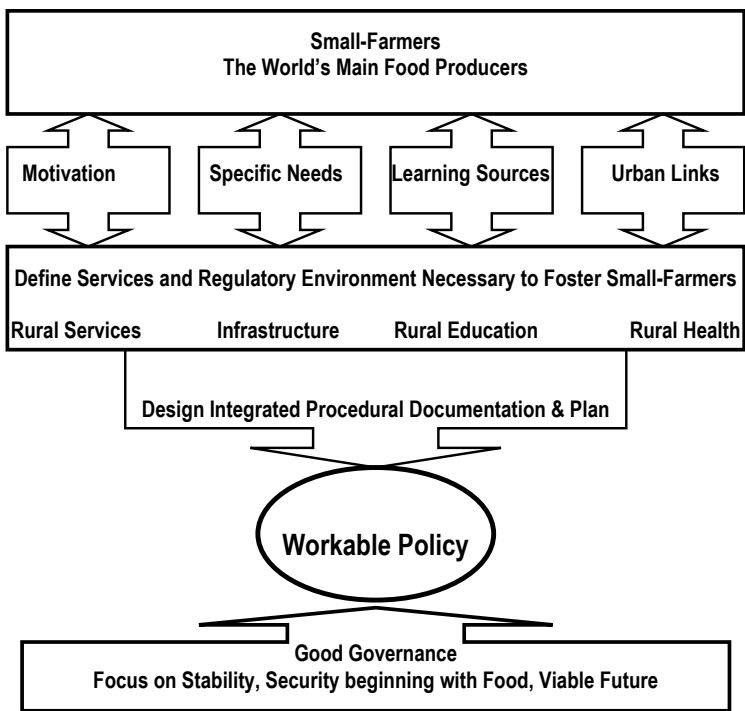 Small-Farmers
The World's Main Food Producers
Motivation
Specific Needs
Learning Sources
Urban Links
Define Services and Regulatory Environment Necessary to Foster Small-Farmers
Rural Services
Infrastructure
Rural Education
Rural Health
Design Integrated Procedural Documentation & Plan
Workable Policy
Good Governance
Focus on Stability, Security beginning with Food, Viable Future